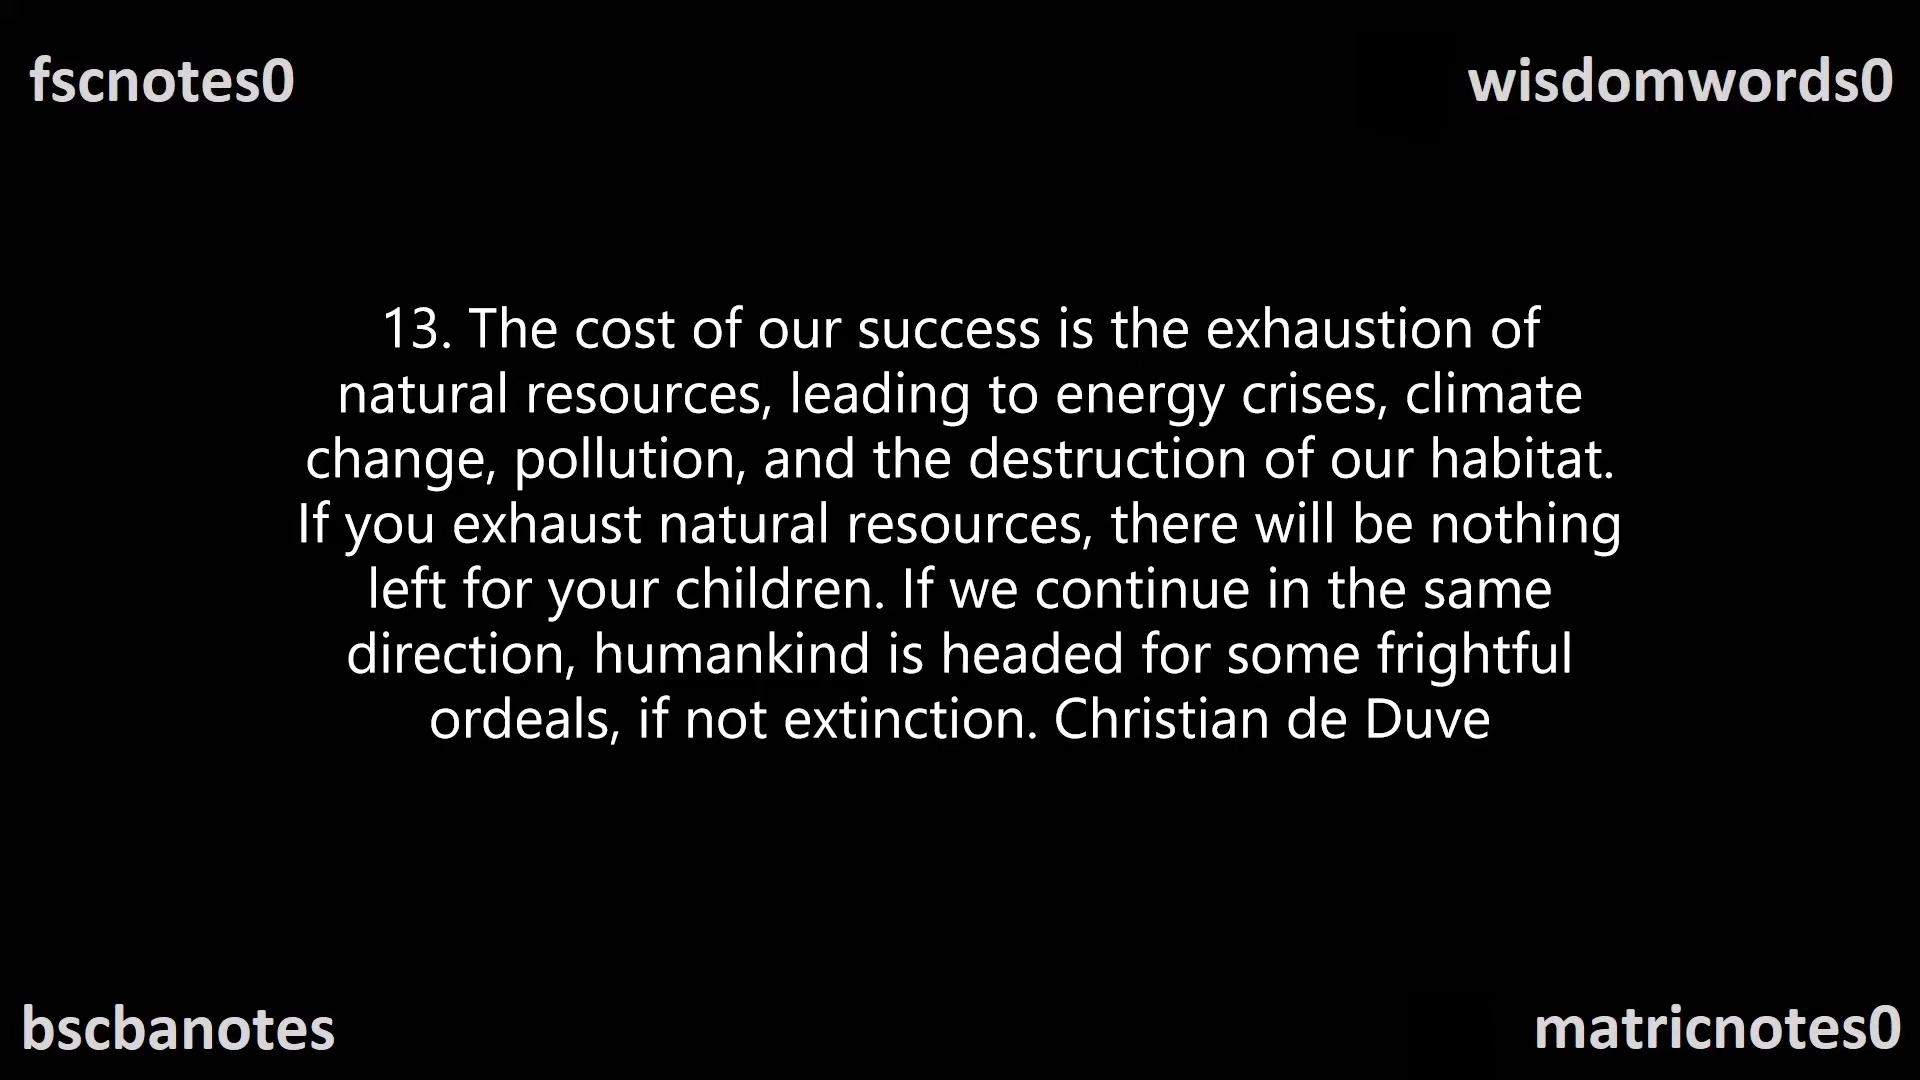 fscnotes0
wisdomwords0
13. The cost of our success is the exhaustion of
natural resources, leading to energy crises, climate
change, pollution, and the destruction of our habitat.
If you exhaust natural resources, there will be nothing
left for your children. If we continue in the same
direction, humankind is headed for some frightful
ordeals, if not extinction. Christian de Duve
bscbanotes
matricnotes0